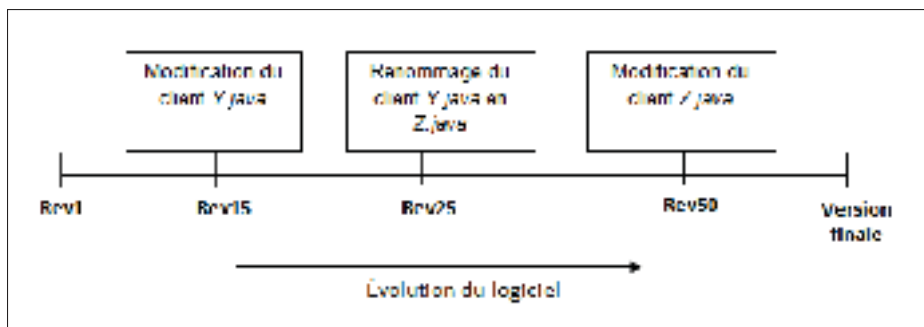 Modification du
client Y.java
Renommage du
client Y.java en
Z.java
Modification du
client Z.java
Rev1
Rev15
Rev25
Rev50
Version
finale
Évolution du logiciel